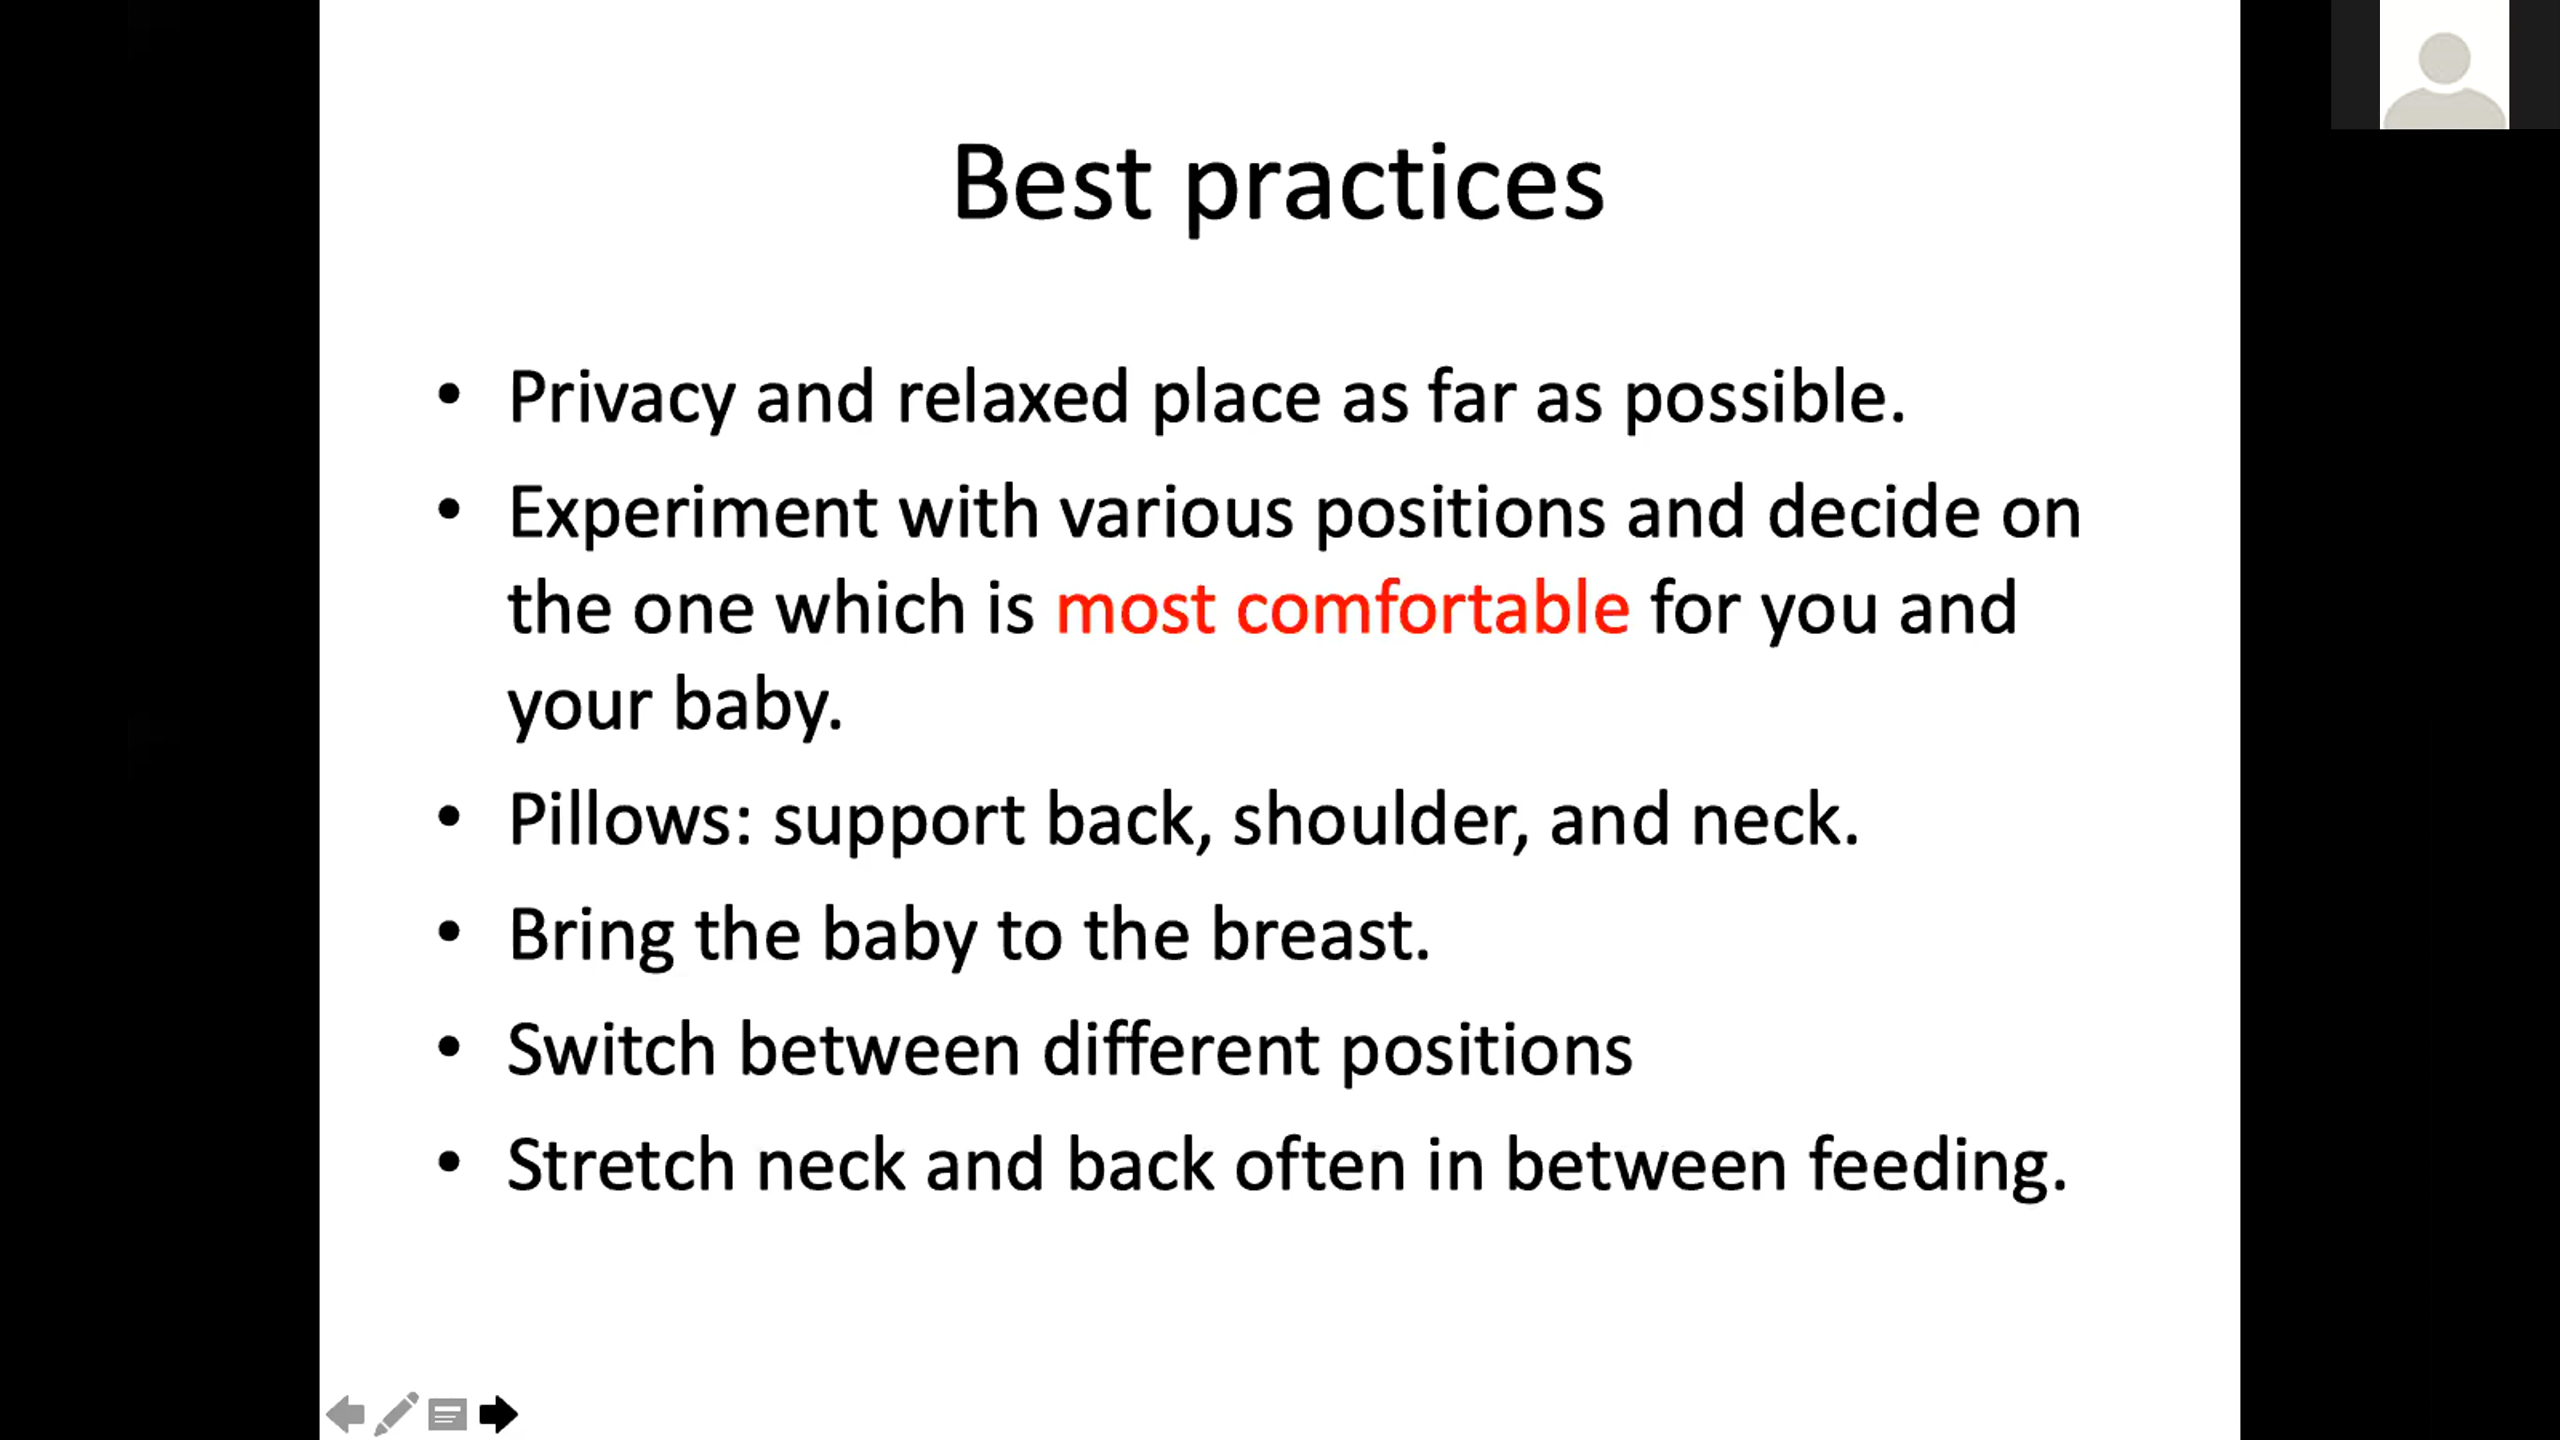 Best practices
• Privacy and relaxed place as far as possible.
• Experiment with various positions and decide on
the one which is most comfortable for you and
your baby.
• Pillows: support back, shoulder, and neck.
• Bring the baby to the breast.
• Switch between different positions
• Stretch neck and back often in between feeding.